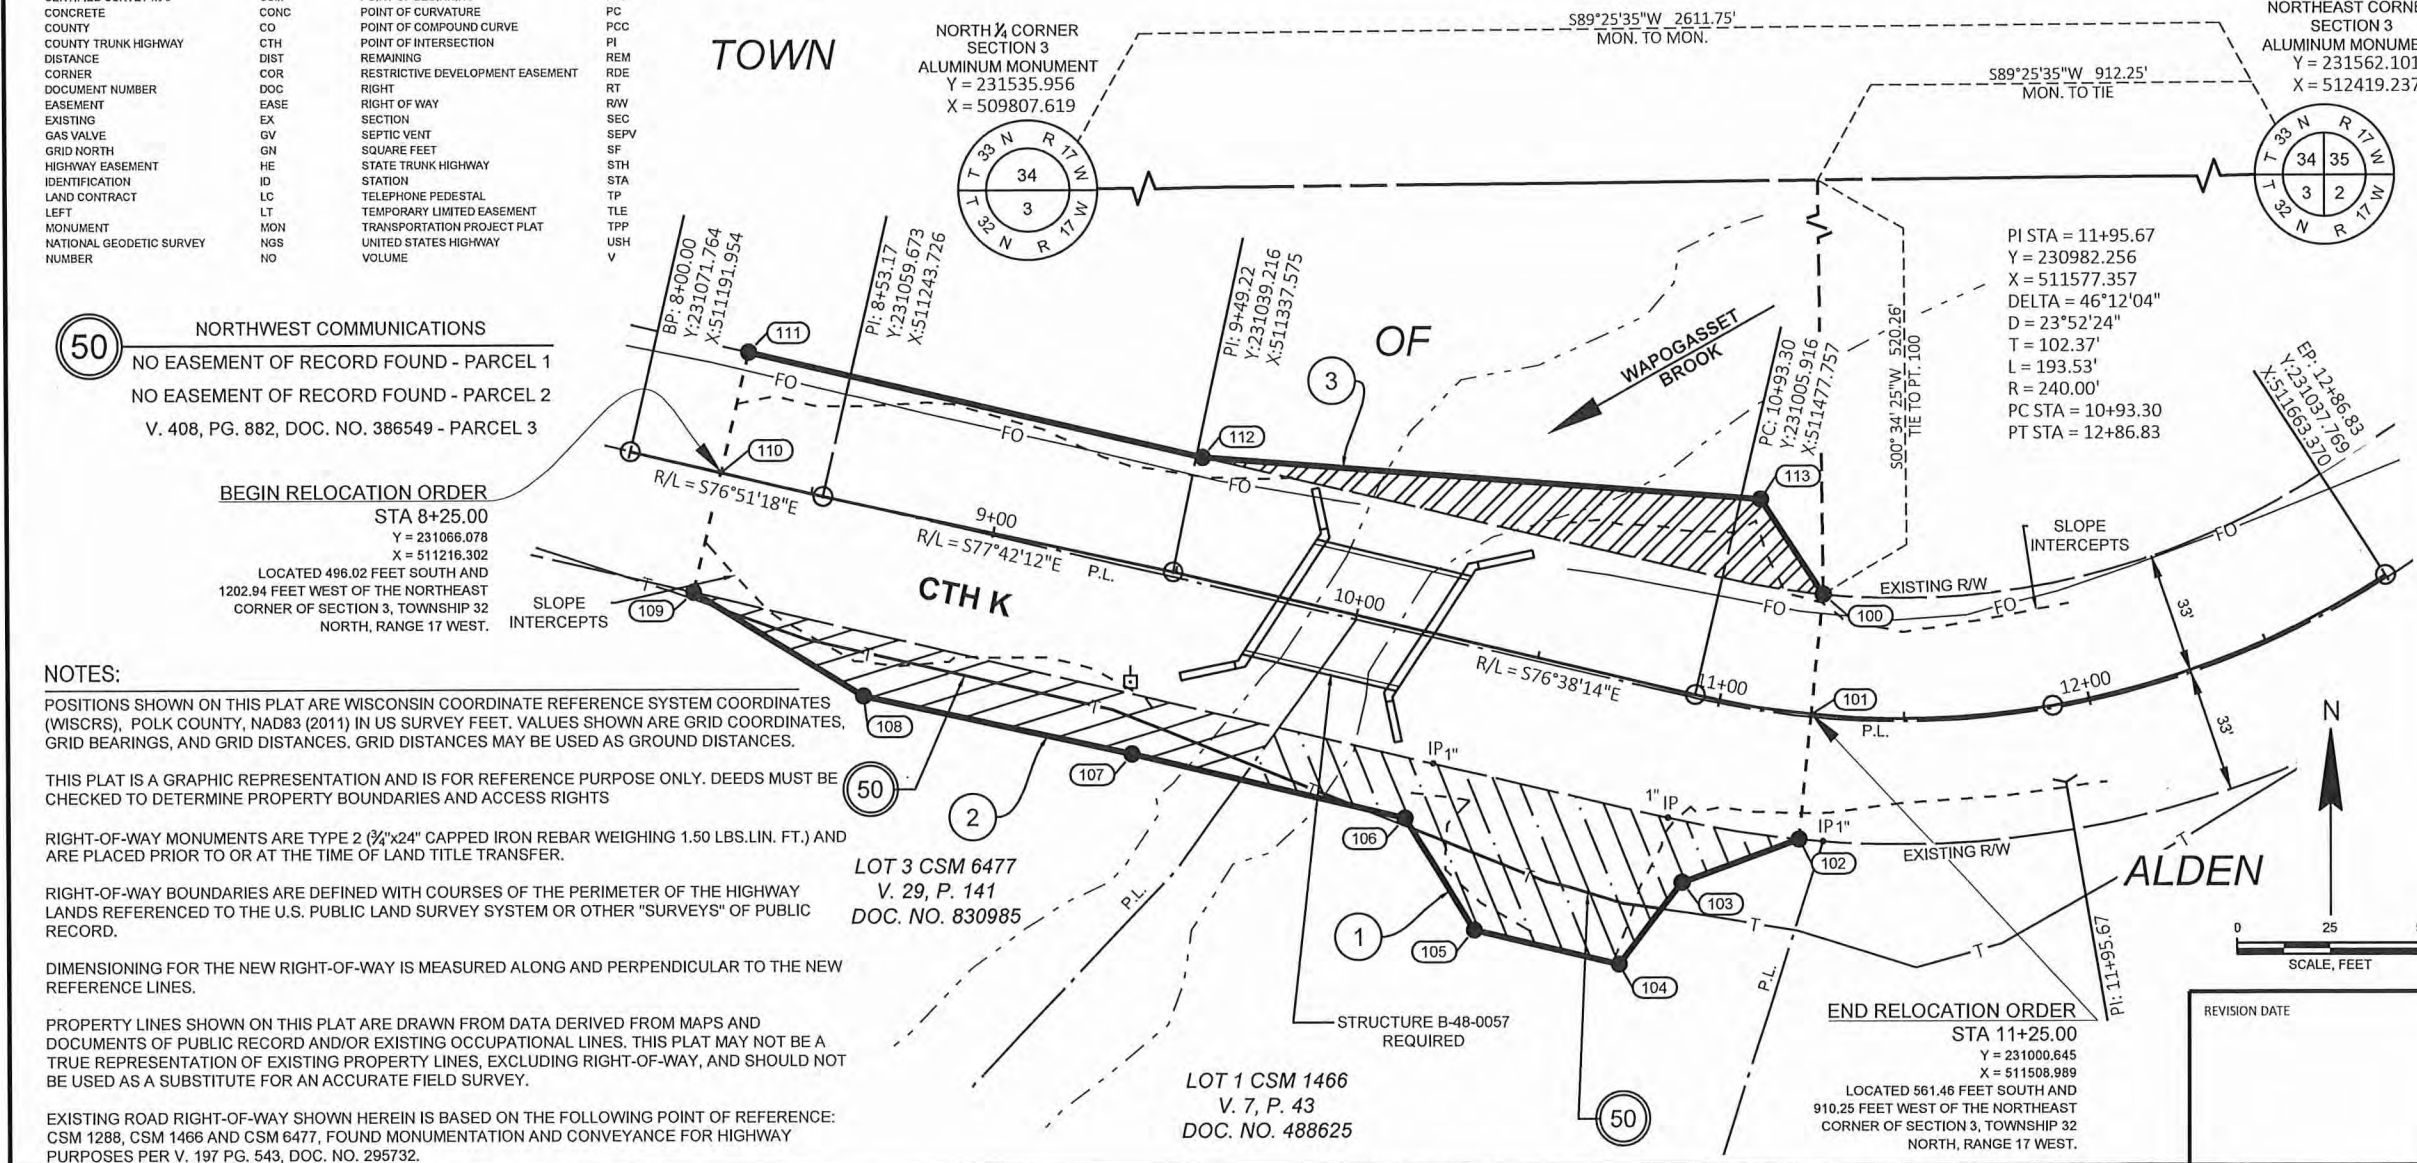 CONCRETE CONC POINT OF CURVATURE PC
COUNTY CO POINT OF COMPOUND CURVE PCC
COUNTY TRUNK HIGHWAY CTH POINT OF INTERSECTION PI
DISTANCE DIST REMAINING REM
CORNER COR RESTRICTIVE DEVELOPMENT EASEMENT RDE
DOCUMENT NUMBER DOC RIGHT RT
EASEMENT EASE RIGHT OF WAY R/W
EXISTING EX SECTION SEC
GAS VALVE GV SEPTIC VENT SEPV
GRID NORTH GN SQUARE FEET SF
HIGHWAY EASEMENT HE STATE TRUNK HIGHWAY STH
IDENTIFICATION ID STATION STA
LAND CONTRACT LC TELEPHONE PEDESTAL TP
LEFT LT TEMPORARY LIMITED EASEMENT TLE
MONUMENT MON TRANSPORTATION PROJECT PLAT TPP
NATIONAL GEODETIC SURVEY NGS UNITED STATES HIGHWAY USH
NUMBER NO VOLUME V
TOWN
NORTH 1/4 CORNER
SECTION 3
ALUMINUM MONUMENT
Y = 231535.956
X = 509807.619
T 33 N R 17 W
34
3
T 32 N R 17 W
S89°25'35"W 2611.75'
MON. TO MON.
S89°25'35"W 912.25'
MON. TO TIE
NORTHEAST CORNE
SECTION 3
ALUMINUM MONUME
Y = 231562.101
X = 512419.237
T 33 N R 17 W
34 35
3 2
T 32 N R 17 W
S00° 34' 25"W 520.26'
TIE TO PT. 100
PI STA = 11+95.67
Y = 230982.256
X = 511577.357
DELTA = 46°12'04"
D = 23°52'24"
T = 102.37'
L = 193.53'
R = 240.00'
PC STA = 10+93.30
PT STA = 12+86.83
50
NORTHWEST COMMUNICATIONS
NO EASEMENT OF RECORD FOUND - PARCEL 1
NO EASEMENT OF RECORD FOUND - PARCEL 2
V. 408, PG. 882, DOC. NO. 386549 - PARCEL 3
BP: 8+00.00
Y:231071.764
X:511191.954
PI: 8+53.17
Y:231059.673
X:511243.726
PI: 9+49.22
Y:231039.216
X:511337.575
PC: 10+93.30
Y:231005.916
X:511477.757
EP: 12+86.83
Y:231037.769
X:511663.370
OF
WAPOGASSET
BROOK
3
111
FO
112
FO
FO
113
110
R/L = S76°51'18"E
9+00
R/L = S77°42'12"E
P.L.
CTH K
10+00
R/L = S76°38'14"E
11+00
FO
100
EXISTING R/W
FO
FO
SLOPE
INTERCEPTS
33'
33'
101
P.L.
12+00
BEGIN RELOCATION ORDER
STA 8+25.00
Y = 231066.078
X = 511216.302
LOCATED 496.02 FEET SOUTH AND
1202.94 FEET WEST OF THE NORTHEAST
CORNER OF SECTION 3, TOWNSHIP 32
NORTH, RANGE 17 WEST.
SLOPE
INTERCEPTS
T
109
T
T
108
107
50
2
T
IP 1"
1" IP
IP 1"
102
EXISTING R/W
106
103
T
105
104
1
T
T
T
P.L.
P.L.
PI: 11+95.67
N
ALDEN
0 25
SCALE, FEET
LOT 3 CSM 6477
V. 29, P. 141
DOC. NO. 830985
STRUCTURE B-48-0057
REQUIRED
LOT 1 CSM 1466
V. 7, P. 43
DOC. NO. 488625
50
END RELOCATION ORDER
STA 11+25.00
Y = 231000.645
X = 511508.989
LOCATED 561.46 FEET SOUTH AND
910.25 FEET WEST OF THE NORTHEAST
CORNER OF SECTION 3, TOWNSHIP 32
NORTH, RANGE 17 WEST.
REVISION DATE
NOTES:
POSITIONS SHOWN ON THIS PLAT ARE WISCONSIN COORDINATE REFERENCE SYSTEM COORDINATES
(WISCRS), POLK COUNTY, NAD83 (2011) IN US SURVEY FEET. VALUES SHOWN ARE GRID COORDINATES,
GRID BEARINGS, AND GRID DISTANCES. GRID DISTANCES MAY BE USED AS GROUND DISTANCES.
THIS PLAT IS A GRAPHIC REPRESENTATION AND IS FOR REFERENCE PURPOSE ONLY. DEEDS MUST BE
CHECKED TO DETERMINE PROPERTY BOUNDARIES AND ACCESS RIGHTS
RIGHT-OF-WAY MONUMENTS ARE TYPE 2 (¾"x24" CAPPED IRON REBAR WEIGHING 1.50 LBS.LIN. FT.) AND
ARE PLACED PRIOR TO OR AT THE TIME OF LAND TITLE TRANSFER.
RIGHT-OF-WAY BOUNDARIES ARE DEFINED WITH COURSES OF THE PERIMETER OF THE HIGHWAY
LANDS REFERENCED TO THE U.S. PUBLIC LAND SURVEY SYSTEM OR OTHER "SURVEYS" OF PUBLIC
RECORD.
DIMENSIONING FOR THE NEW RIGHT-OF-WAY IS MEASURED ALONG AND PERPENDICULAR TO THE NEW
REFERENCE LINES.
PROPERTY LINES SHOWN ON THIS PLAT ARE DRAWN FROM DATA DERIVED FROM MAPS AND
DOCUMENTS OF PUBLIC RECORD AND/OR EXISTING OCCUPATIONAL LINES. THIS PLAT MAY NOT BE A
TRUE REPRESENTATION OF EXISTING PROPERTY LINES, EXCLUDING RIGHT-OF-WAY, AND SHOULD NOT
BE USED AS A SUBSTITUTE FOR AN ACCURATE FIELD SURVEY.
EXISTING ROAD RIGHT-OF-WAY SHOWN HEREIN IS BASED ON THE FOLLOWING POINT OF REFERENCE:
CSM 1288, CSM 1466 AND CSM 6477, FOUND MONUMENTATION AND CONVEYANCE FOR HIGHWAY
PURPOSES PER V. 197 PG. 543, DOC. NO. 295732.